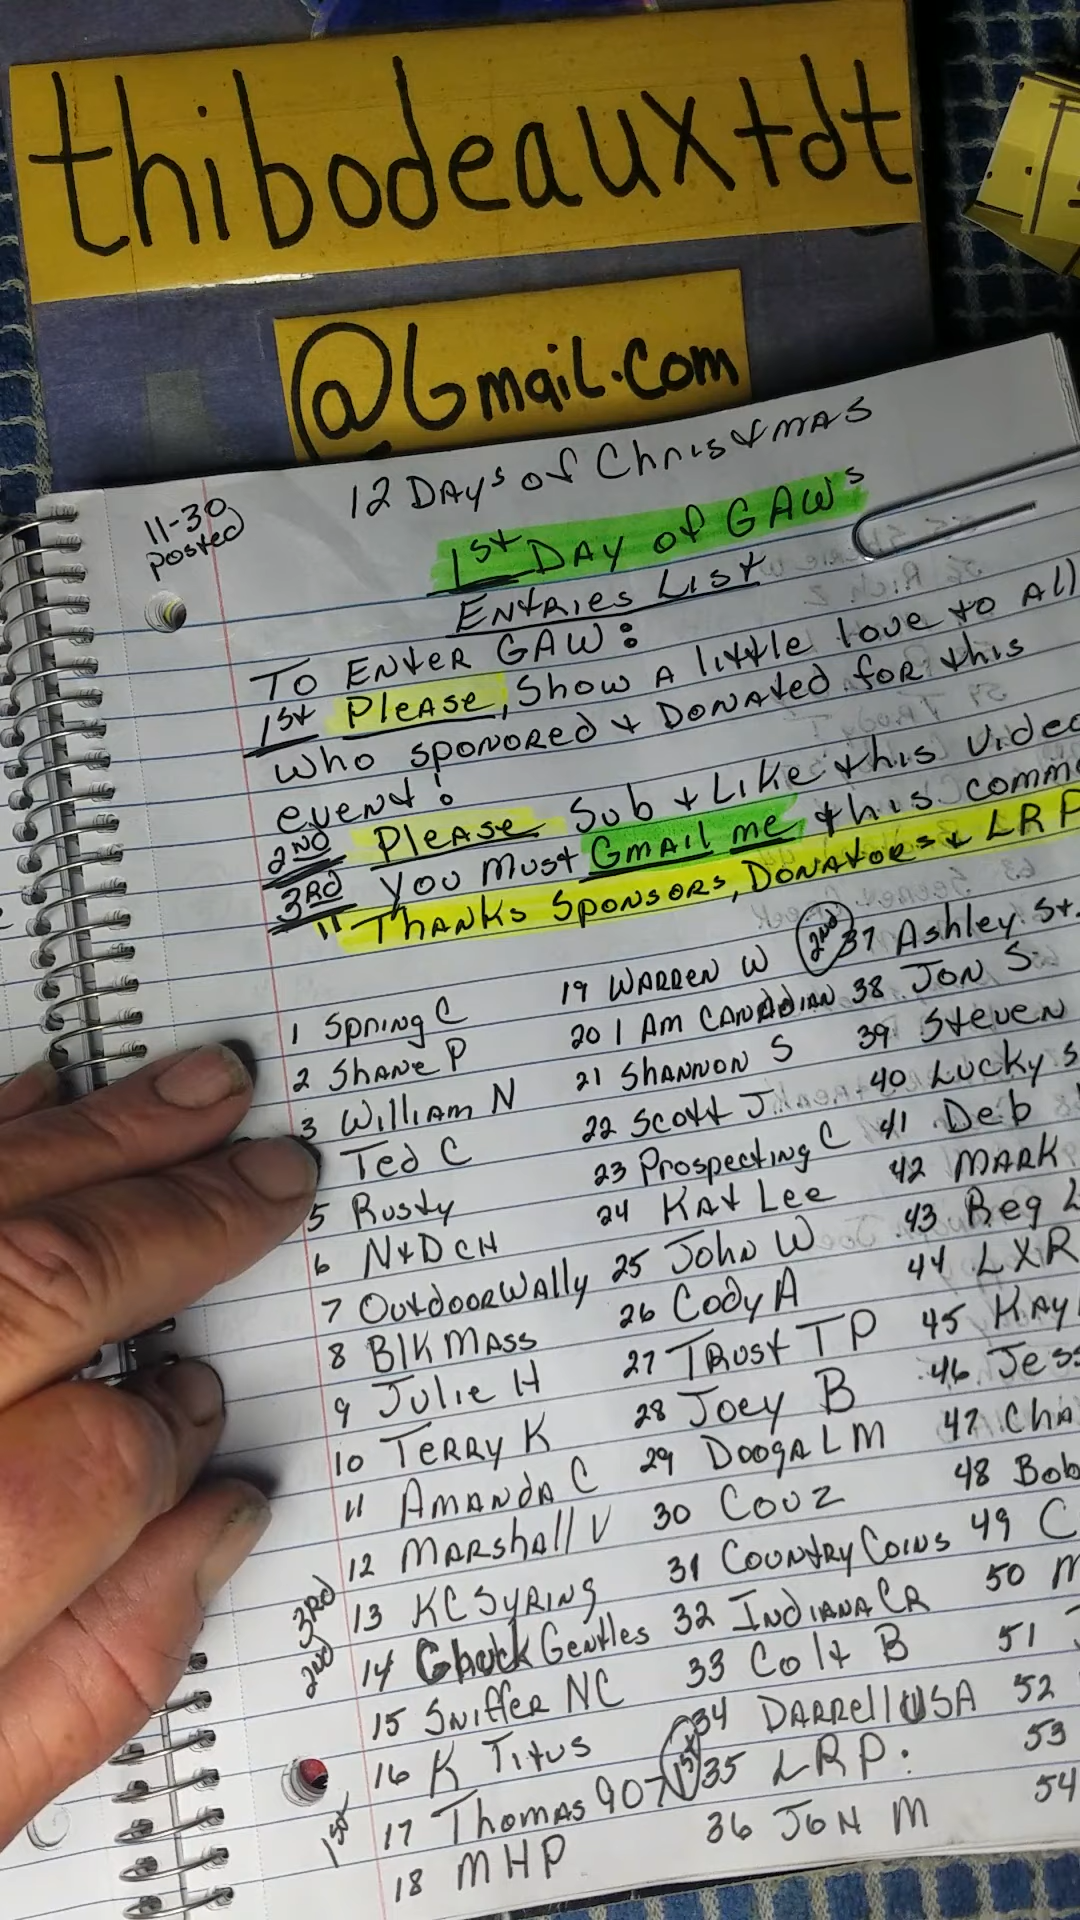 thibodeauxtdt
@Gmail.com
11-30
posted
12 Days of Christmas
1st Day of GAWs
Entries List
To Enter GAW:
1st Please, Show A little love to All
who sponored & Donated for this
event!
2nd Please Sub & Like this video
3rd you must Gmail me this
"Thanks Sponsors, Donators & LRP
1 Spring C
2 Shane P
3 William N
Ted C
5 Rusty
6 N+DCH
7 OutdoorWally
8 BlK Mass
9 Julie H
10 Terry K
11 Amanda C
12 Marshall V
3rd 13 KC Syring
2nd 14 Chuck Gentles
15 Sniffer NC
16 K Titus
1st 17 Thomas 907
18 MHP
19 Warren W
20 I Am Canadian
21 Shannon S
22 Scott J
23 Prospecting C
24 Kat Lee
25 John W
26 Cody A
27 Trust TP
28 Joey B
29 Dooga LM
30 Couz
31 Country Coins
32 Indiana CR
33 Colt B
34 Darrell USA
1st 35 LRP.
36 Jon M
2nd 37 Ashley St.
38 Jon S
39 Steven
40 Lucky S
41 Deb
42 Mark
43 Reg L
44 LXR
45 Kay
46 Jess
47 Cha
48 Bob
49 C
50 M
51
52
53
54